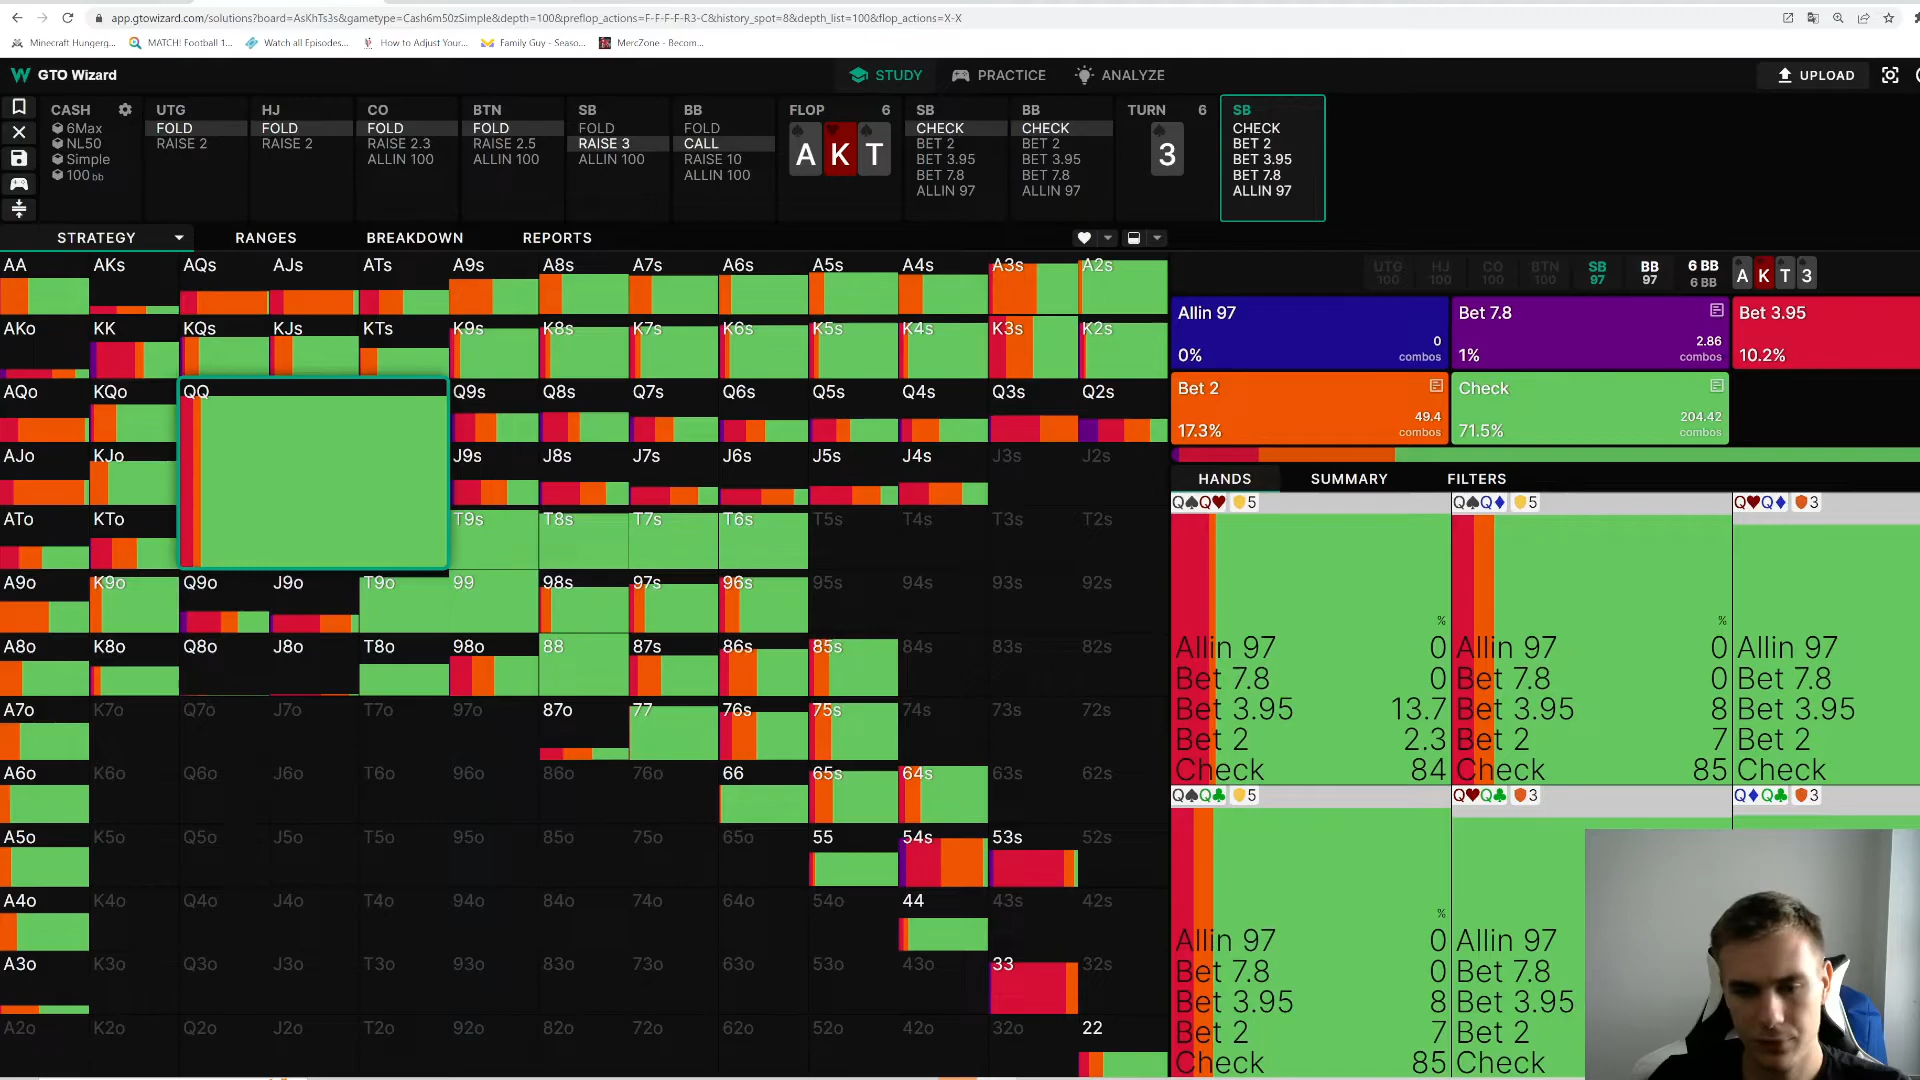 app.gtowizard.com/solutions?board=AsKhTs3s&gametype=Cash6m50zSimple&depth=100&preflop_actions=F-F-F-F-R3-C&history_spot=8&depth_list=100&flop_actions=X-X
Minecraft Hungerg... MATCH! Football 1... Watch all Episodes... How to Adjust Your... Family Guy - Seaso... MercZone - Becom...
GTO Wizard STUDY PRACTICE ANALYZE UPLOAD
CASH UTG HJ CO BTN SB BB FLOP 6 SB BB TURN 6 SB
6Max FOLD FOLD FOLD FOLD FOLD FOLD CHECK CHECK CHECK
NL50 RAISE 2 RAISE 2 RAISE 2.3 RAISE 2.5 RAISE 3 CALL A K T BET 2 BET 2 3 BET 2
Simple ALLIN 100 ALLIN 100 ALLIN 100 RAISE 10 BET 3.95 BET 3.95 BET 3.95
100 bb ALLIN 100 BET 7.8 BET 7.8 BET 7.8
ALLIN 97 ALLIN 97 ALLIN 97
STRATEGY RANGES BREAKDOWN REPORTS
AA AKs AQs AJs ATs A9s A8s A7s A6s A5s A4s A3s A2s
AKo KK KQs KJs KTs K9s K8s K7s K6s K5s K4s K3s K2s
AQo KQo QQ Q9s Q8s Q7s Q6s Q5s Q4s Q3s Q2s
AJo KJo J9s J8s J7s J6s J5s J4s J3s J2s
ATo KTo T9s T8s T7s T6s T5s T4s T3s T2s
A9o K9o Q9o J9o T9o 99 98s 97s 96s 95s 94s 93s 92s
A8o K8o Q8o J8o T8o 98o 88 87s 86s 85s 84s 83s 82s
A7o K7o Q7o J7o T7o 97o 87o 77 76s 75s 74s 73s 72s
A6o K6o Q6o J6o T6o 96o 86o 76o 66 65s 64s 63s 62s
A5o K5o Q5o J5o T5o 95o 85o 75o 65o 55 54s 53s 52s
A4o K4o Q4o J4o T4o 94o 84o 74o 64o 54o 44 43s 42s
A3o K3o Q3o J3o T3o 93o 83o 73o 63o 53o 43o 33 32s
A2o K2o Q2o J2o T2o 92o 82o 72o 62o 52o 42o 32o 22
UTG HJ CO BTN SB BB 6 BB A K T 3
100 100 100 100 97 97 6 BB
Allin 97 Bet 7.8 Bet 3.95
0 2.86
0% combos 1% combos 10.2%
Bet 2 Check
49.4 204.42
17.3% combos 71.5% combos
HANDS SUMMARY FILTERS
Q♠Q♥ 5 Q♠Q♦ 5 Q♥Q♦ 3
% %
Allin 97 0 Allin 97 0 Allin 97
Bet 7.8 0 Bet 7.8 0 Bet 7.8
Bet 3.95 13.7 Bet 3.95 8 Bet 3.95
Bet 2 2.3 Bet 2 7 Bet 2
Check 84 Check 85 Check
Q♠Q♣ 5 Q♥Q♣ 3 Q♦Q♣ 3
%
Allin 97 0 Allin 97
Bet 7.8 0 Bet 7.8
Bet 3.95 8 Bet 3.95
Bet 2 7 Bet 2
Check 85 Check